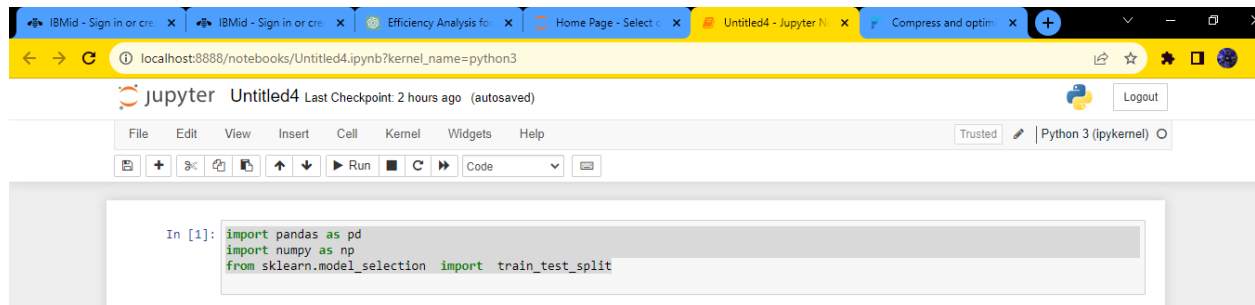 IBMid - Sign in or cre
IBMid - Sign in or cre
Efficiency Analysis for
Home Page - Select o
Untitled4 - Jupyter N
Compress and optim
localhost:8888/notebooks/Untitled4.ipynb?kernel_name=python3
jupyter Untitled4 Last Checkpoint: 2 hours ago (autosaved)
Logout
File Edit View Insert Cell Kernel Widgets Help
Trusted Python 3 (ipykernel)
Run Code
In [1]: import pandas as pd
import numpy as np
from sklearn.model_selection import train_test_split